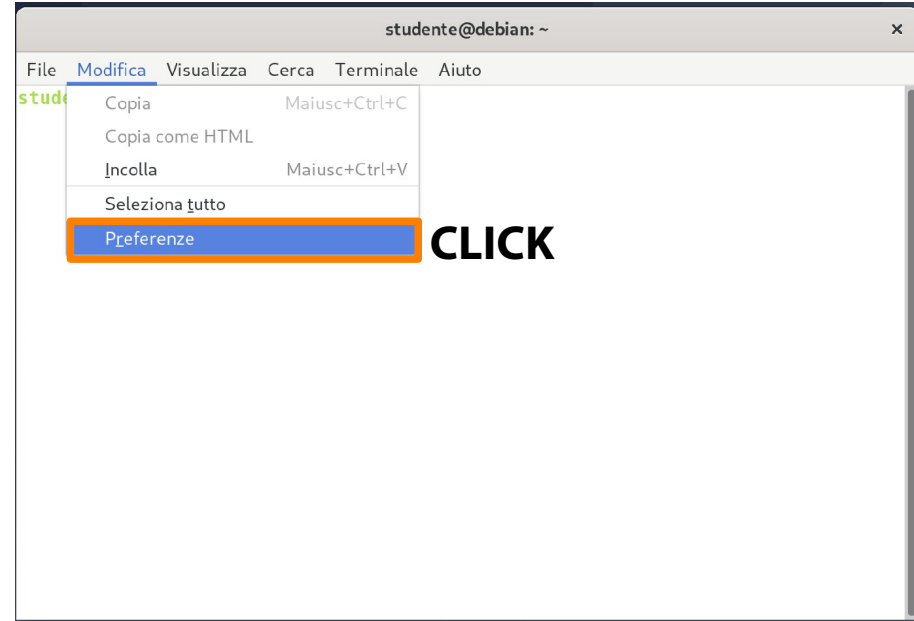 studente@debian: ~ ×
File Modifica Visualizza Cerca Terminale Aiuto
stude
Copia Maiusc+Ctrl+C
Copia come HTML
Incolla Maiusc+Ctrl+V
Seleziona tutto
Preferenze CLICK